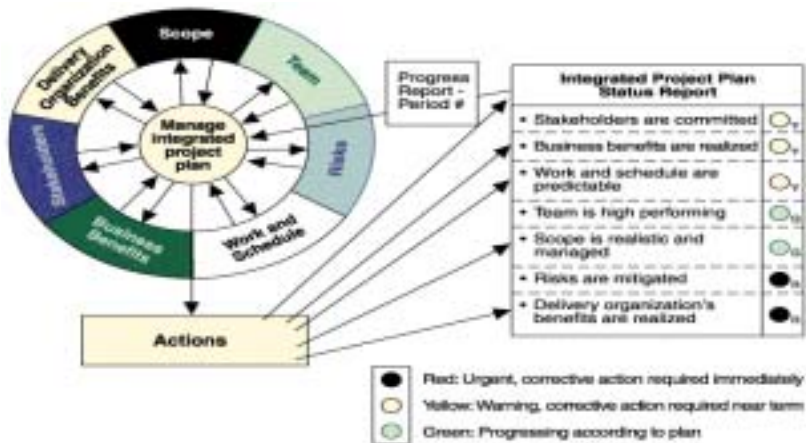 Scope
Team
Risks
Work and
Schedule
Business
Benefits
Stakeholders
Delivery
Organization
Benefits
Manage
integrated
project
plan
Actions
Progress
Report -
Period #
Integrated Project Plan
Status Report
• Stakeholders are committed Y
• Business benefits are realized Y
• Work and schedule are Y
predictable
• Team is high performing G
• Scope is realistic and G
managed
• Risks are mitigated R
• Delivery organization's R
benefits are realized
Red: Urgent, corrective action required immediately
Yellow: Warning, corrective action required near term
Green: Progressing according to plan